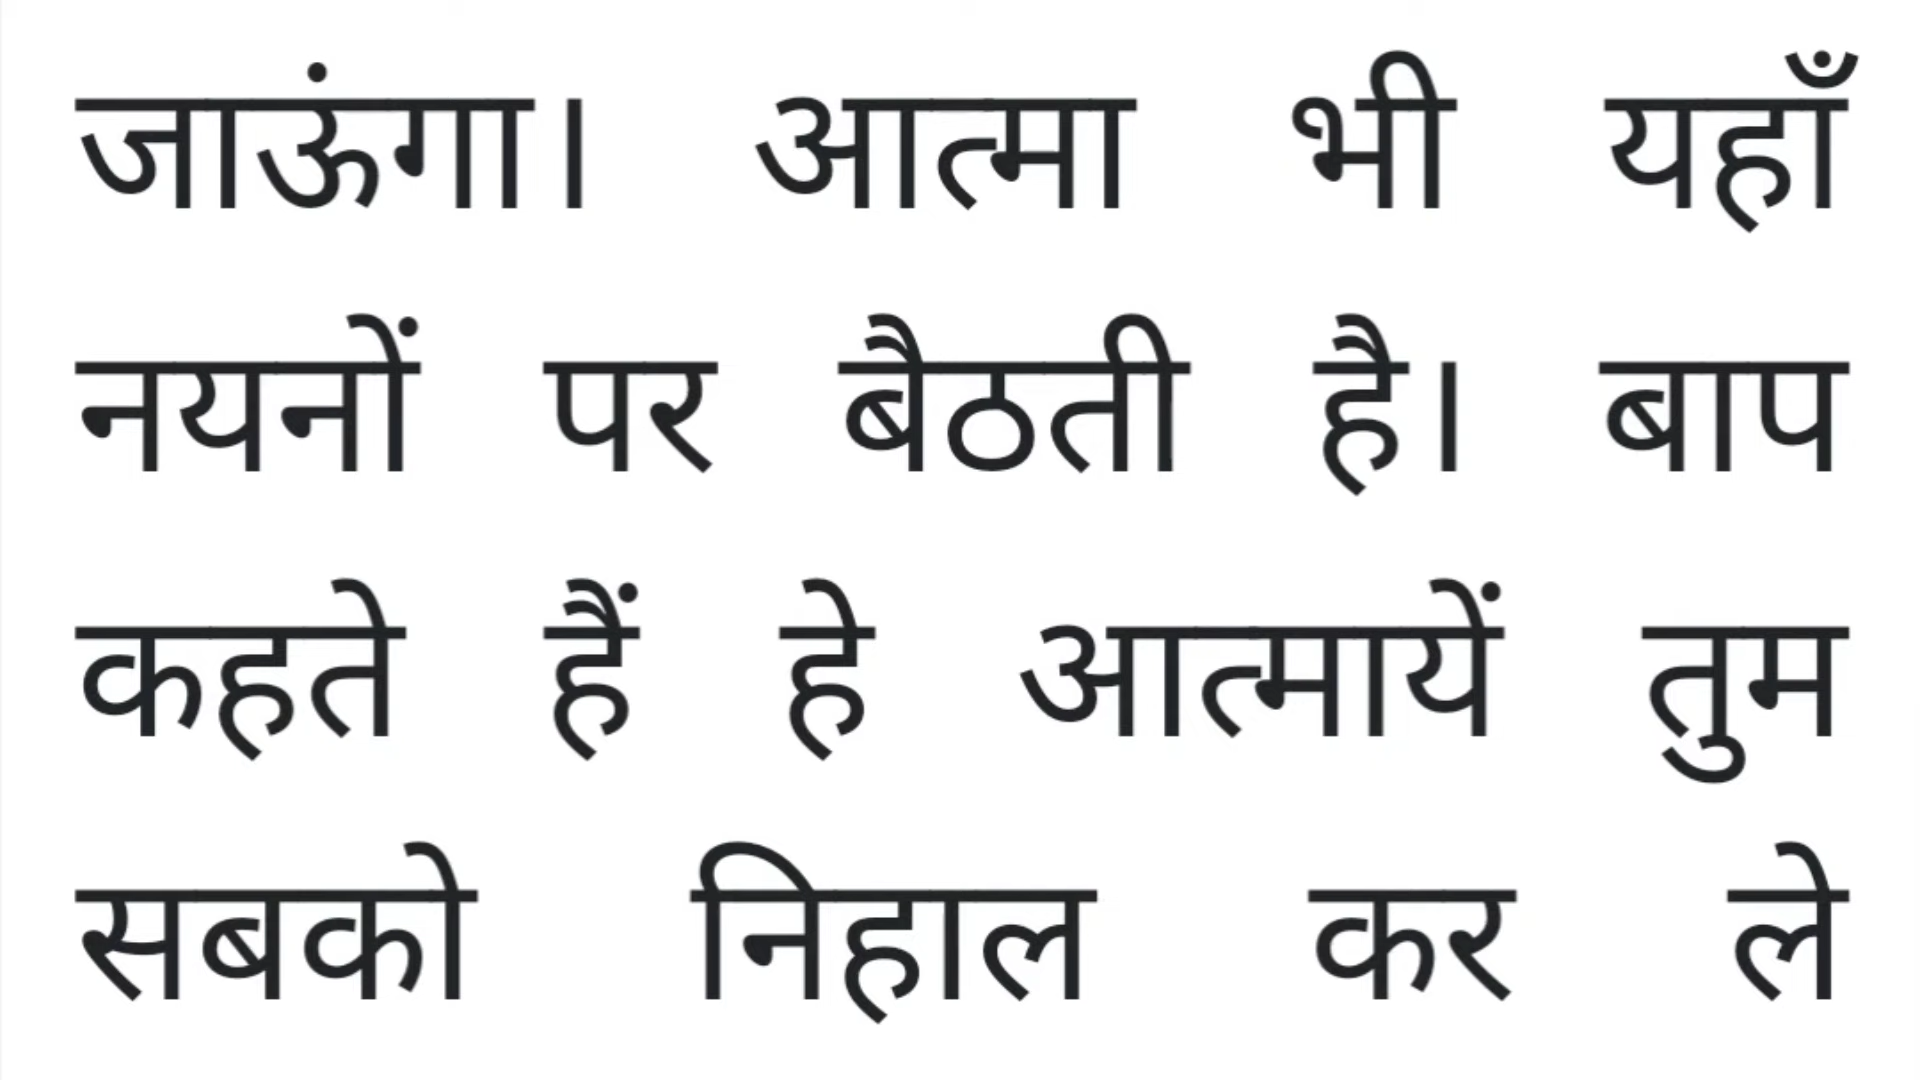 जाऊंगा। आत्मा भी यहाँ
नयनों पर बैठती है। बाप
कहते हैं हे आत्मायें तुम
सबको निहाल कर ले